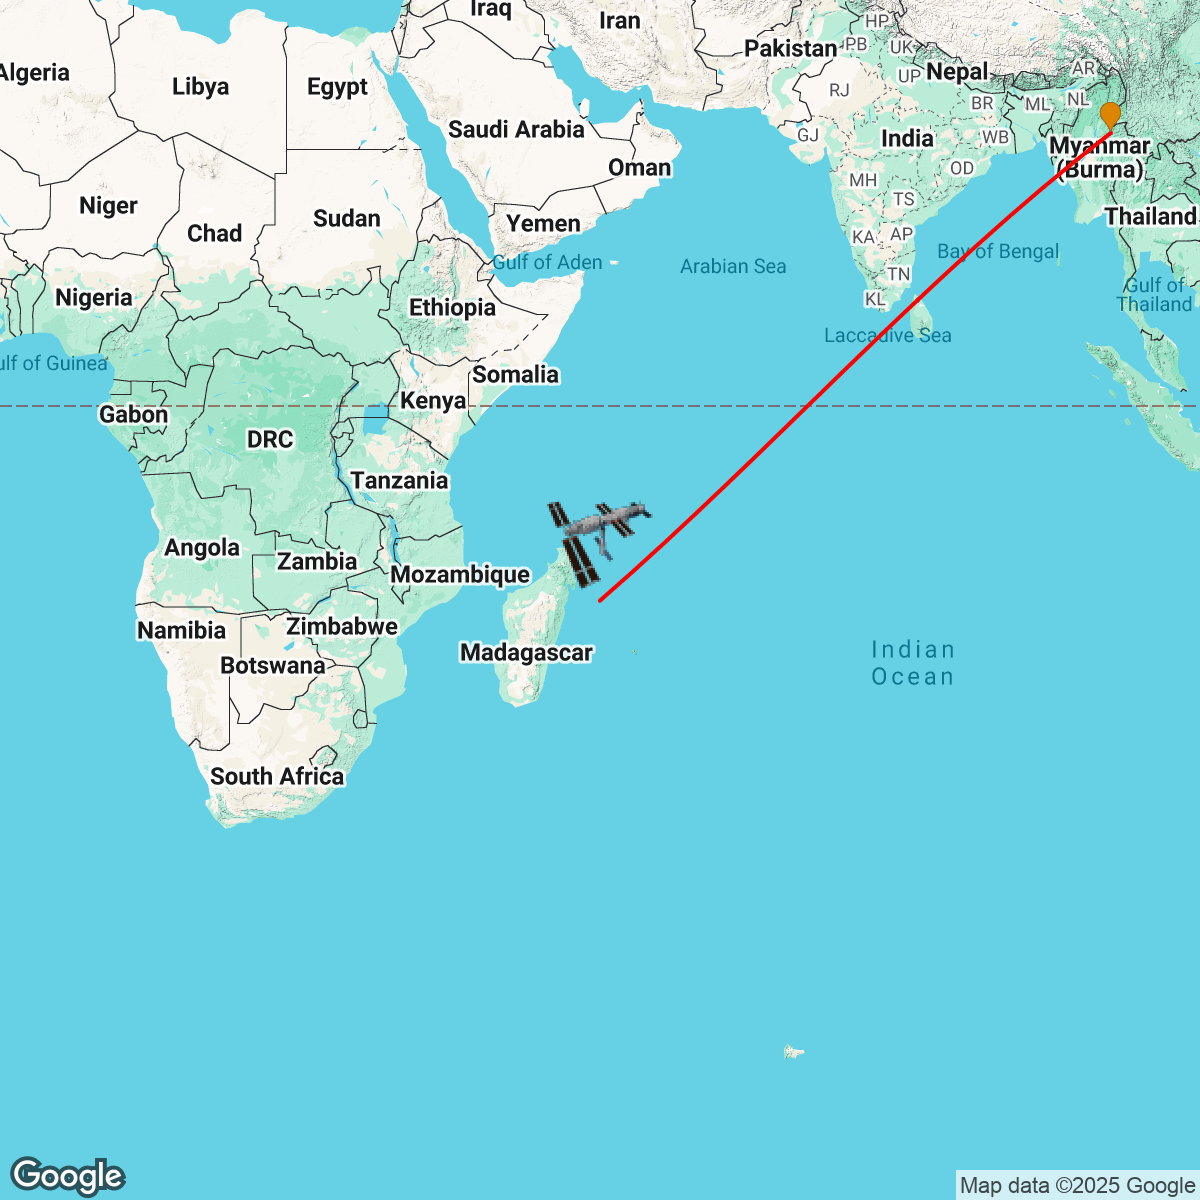 Iraq
Iran
Pakistan
HP
PB
UK
Algeria
Libya
Egypt
UP
Nepal
AR
RJ
BR
ML
NL
Saudi Arabia
GJ
India
WB
Oman
Myanmar
(Burma)
MH
OD
Niger
TS
Chad
Sudan
Yemen
Thailand
KA
AP
Gulf of Aden
Arabian Sea
Bay of Bengal
TN
Nigeria
Ethiopia
KL
Gulf of
Thailand
Laccadive Sea
ulf of Guinea
Somalia
Gabon
Kenya
DRC
Tanzania
Angola
Zambia
Mozambique
Namibia
Zimbabwe
Madagascar
Botswana
Indian
Ocean
South Africa
Google
Map data ©2025 Google